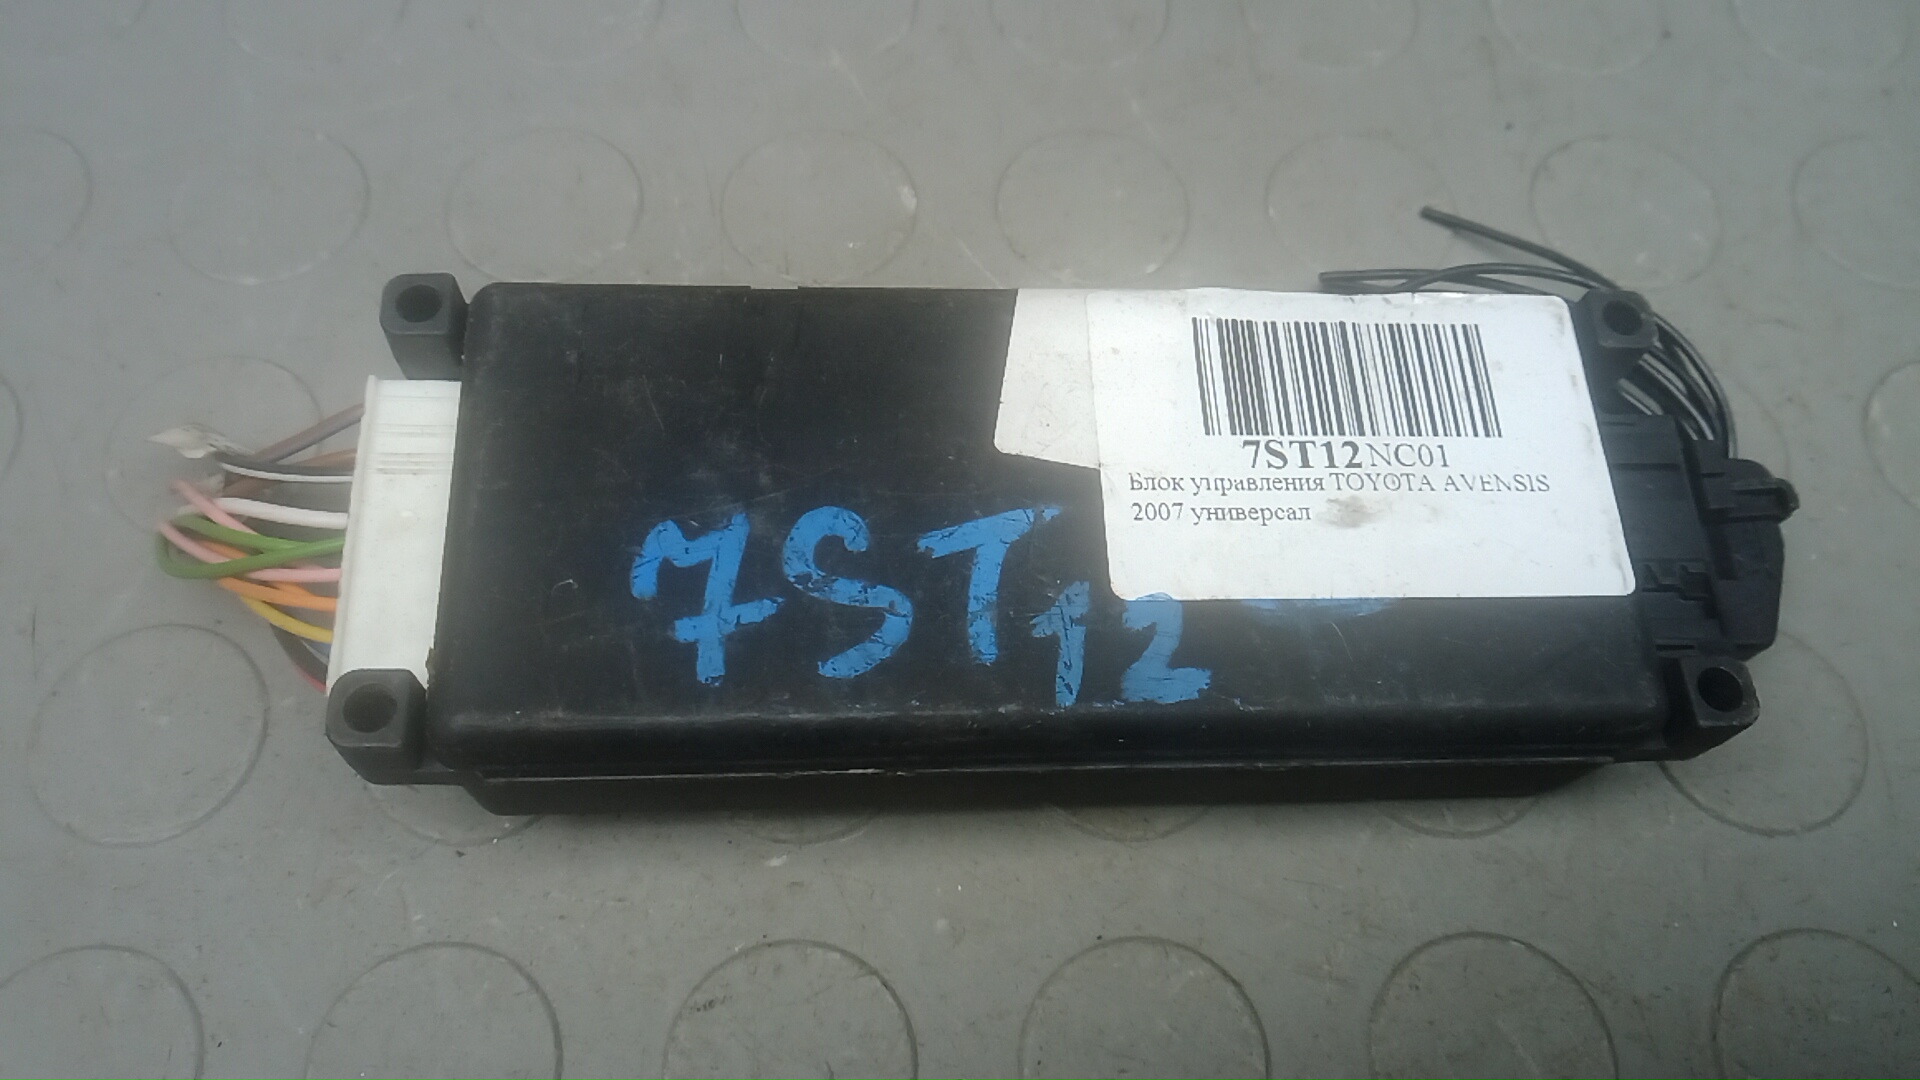 7ST12NC01
Блок управления TOYOTA AVENSIS
2007 универсал
7ST12